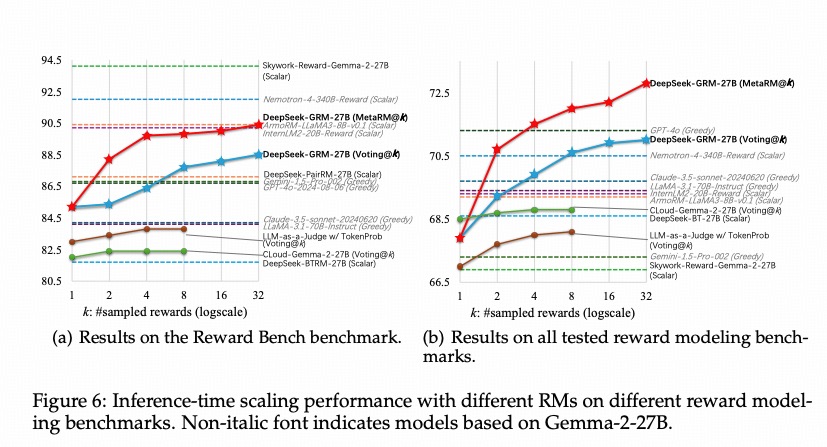 94.5
92.5
90.5
88.5
86.5
84.5
82.5
80.5
1
2
4
8
16
32
k: #sampled rewards (logscale)
Skywork-Reward-Gemma-2-27B
(Scalar)
Nemotron-4-340B-Reward (Scalar)
DeepSeek-GRM-27B (MetaRM@k)
ArmoRM-LLaMA3-8B-v0.1 (Scalar)
InternLM2-20B-Reward (Scalar)
DeepSeek-GRM-27B (Voting@k)
DeepSeek-PairRM-27B (Scalar)
Gemini-1.5-Pro-002 (Greedy)
GPT-4o-2024-08-06 (Greedy)
Claude-3.5-sonnet-20240620 (Greedy)
LLaMA-3.1-70B-Instruct (Greedy)
LLM-as-a-Judge w/ TokenProb
(Voting@k)
CLoud-Gemma-2-27B (Voting@k)
DeepSeek-BTRM-27B (Scalar)
(a) Results on the Reward Bench benchmark.
72.5
70.5
68.5
66.5
1
2
4
8
16
32
k: #sampled rewards (logscale)
DeepSeek-GRM-27B (MetaRM@k)
GPT-4o (Greedy)
DeepSeek-GRM-27B (Voting@k)
Nemotron-4-340B-Reward (Scalar)
Claude-3.5-sonnet-20240620 (Greedy)
LLaMA-3.1-70B-Instruct (Greedy)
InternLM2-20B-Reward (Scalar)
ArmoRM-LLaMA3-8B-v0.1 (Scalar)
CLoud-Gemma-2-27B (Voting@k)
DeepSeek-BT-27B (Scalar)
LLM-as-a-Judge w/ TokenProb
(Voting@k)
Gemini-1.5-Pro-002 (Greedy)
Skywork-Reward-Gemma-2-27B
(Scalar)
(b) Results on all tested reward modeling bench-
marks.
Figure 6: Inference-time scaling performance with different RMs on different reward model-
ing benchmarks. Non-italic font indicates models based on Gemma-2-27B.